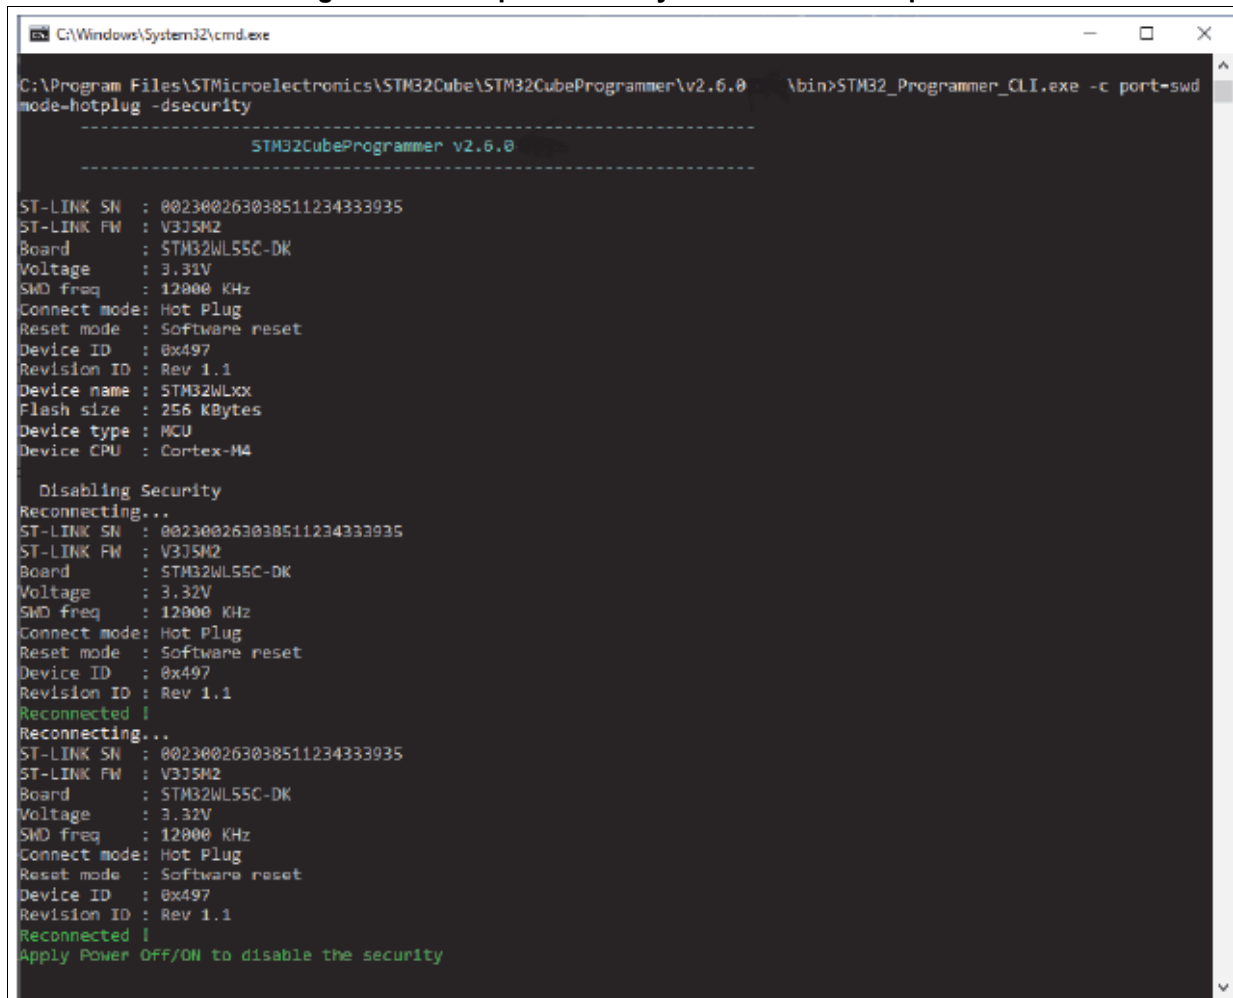 C:\Windows\System32\cmd.exe
C:\Program Files\STMicroelectronics\STM32Cube\STM32CubeProgrammer\v2.6.0 \bin>STM32_Programmer_CLI.exe -c port=swd
mode=hotplug -dsecurity
-------------------------------------------------------------------
STM32CubeProgrammer v2.6.0
-------------------------------------------------------------------
ST-LINK SN : 002300263038511234333935
ST-LINK FW : V3J5M2
Board : STM32WL55C-DK
Voltage : 3.31V
SWD freq : 12000 KHz
Connect mode: Hot Plug
Reset mode : Software reset
Device ID : 0x497
Revision ID : Rev 1.1
Device name : STM32WLxx
Flash size : 256 KBytes
Device type : MCU
Device CPU : Cortex-M4
Disabling Security
Reconnecting...
ST-LINK SN : 002300263038511234333935
ST-LINK FW : V3J5M2
Board : STM32WL55C-DK
Voltage : 3.32V
SWD freq : 12000 KHz
Connect mode: Hot Plug
Reset mode : Software reset
Device ID : 0x497
Revision ID : Rev 1.1
Reconnected !
Reconnecting...
ST-LINK SN : 002300263038511234333935
ST-LINK FW : V3J5M2
Board : STM32WL55C-DK
Voltage : 3.32V
SWD freq : 12000 KHz
Connect mode: Hot Plug
Reset mode : Software reset
Device ID : 0x497
Revision ID : Rev 1.1
Reconnected !
Apply Power Off/ON to disable the security